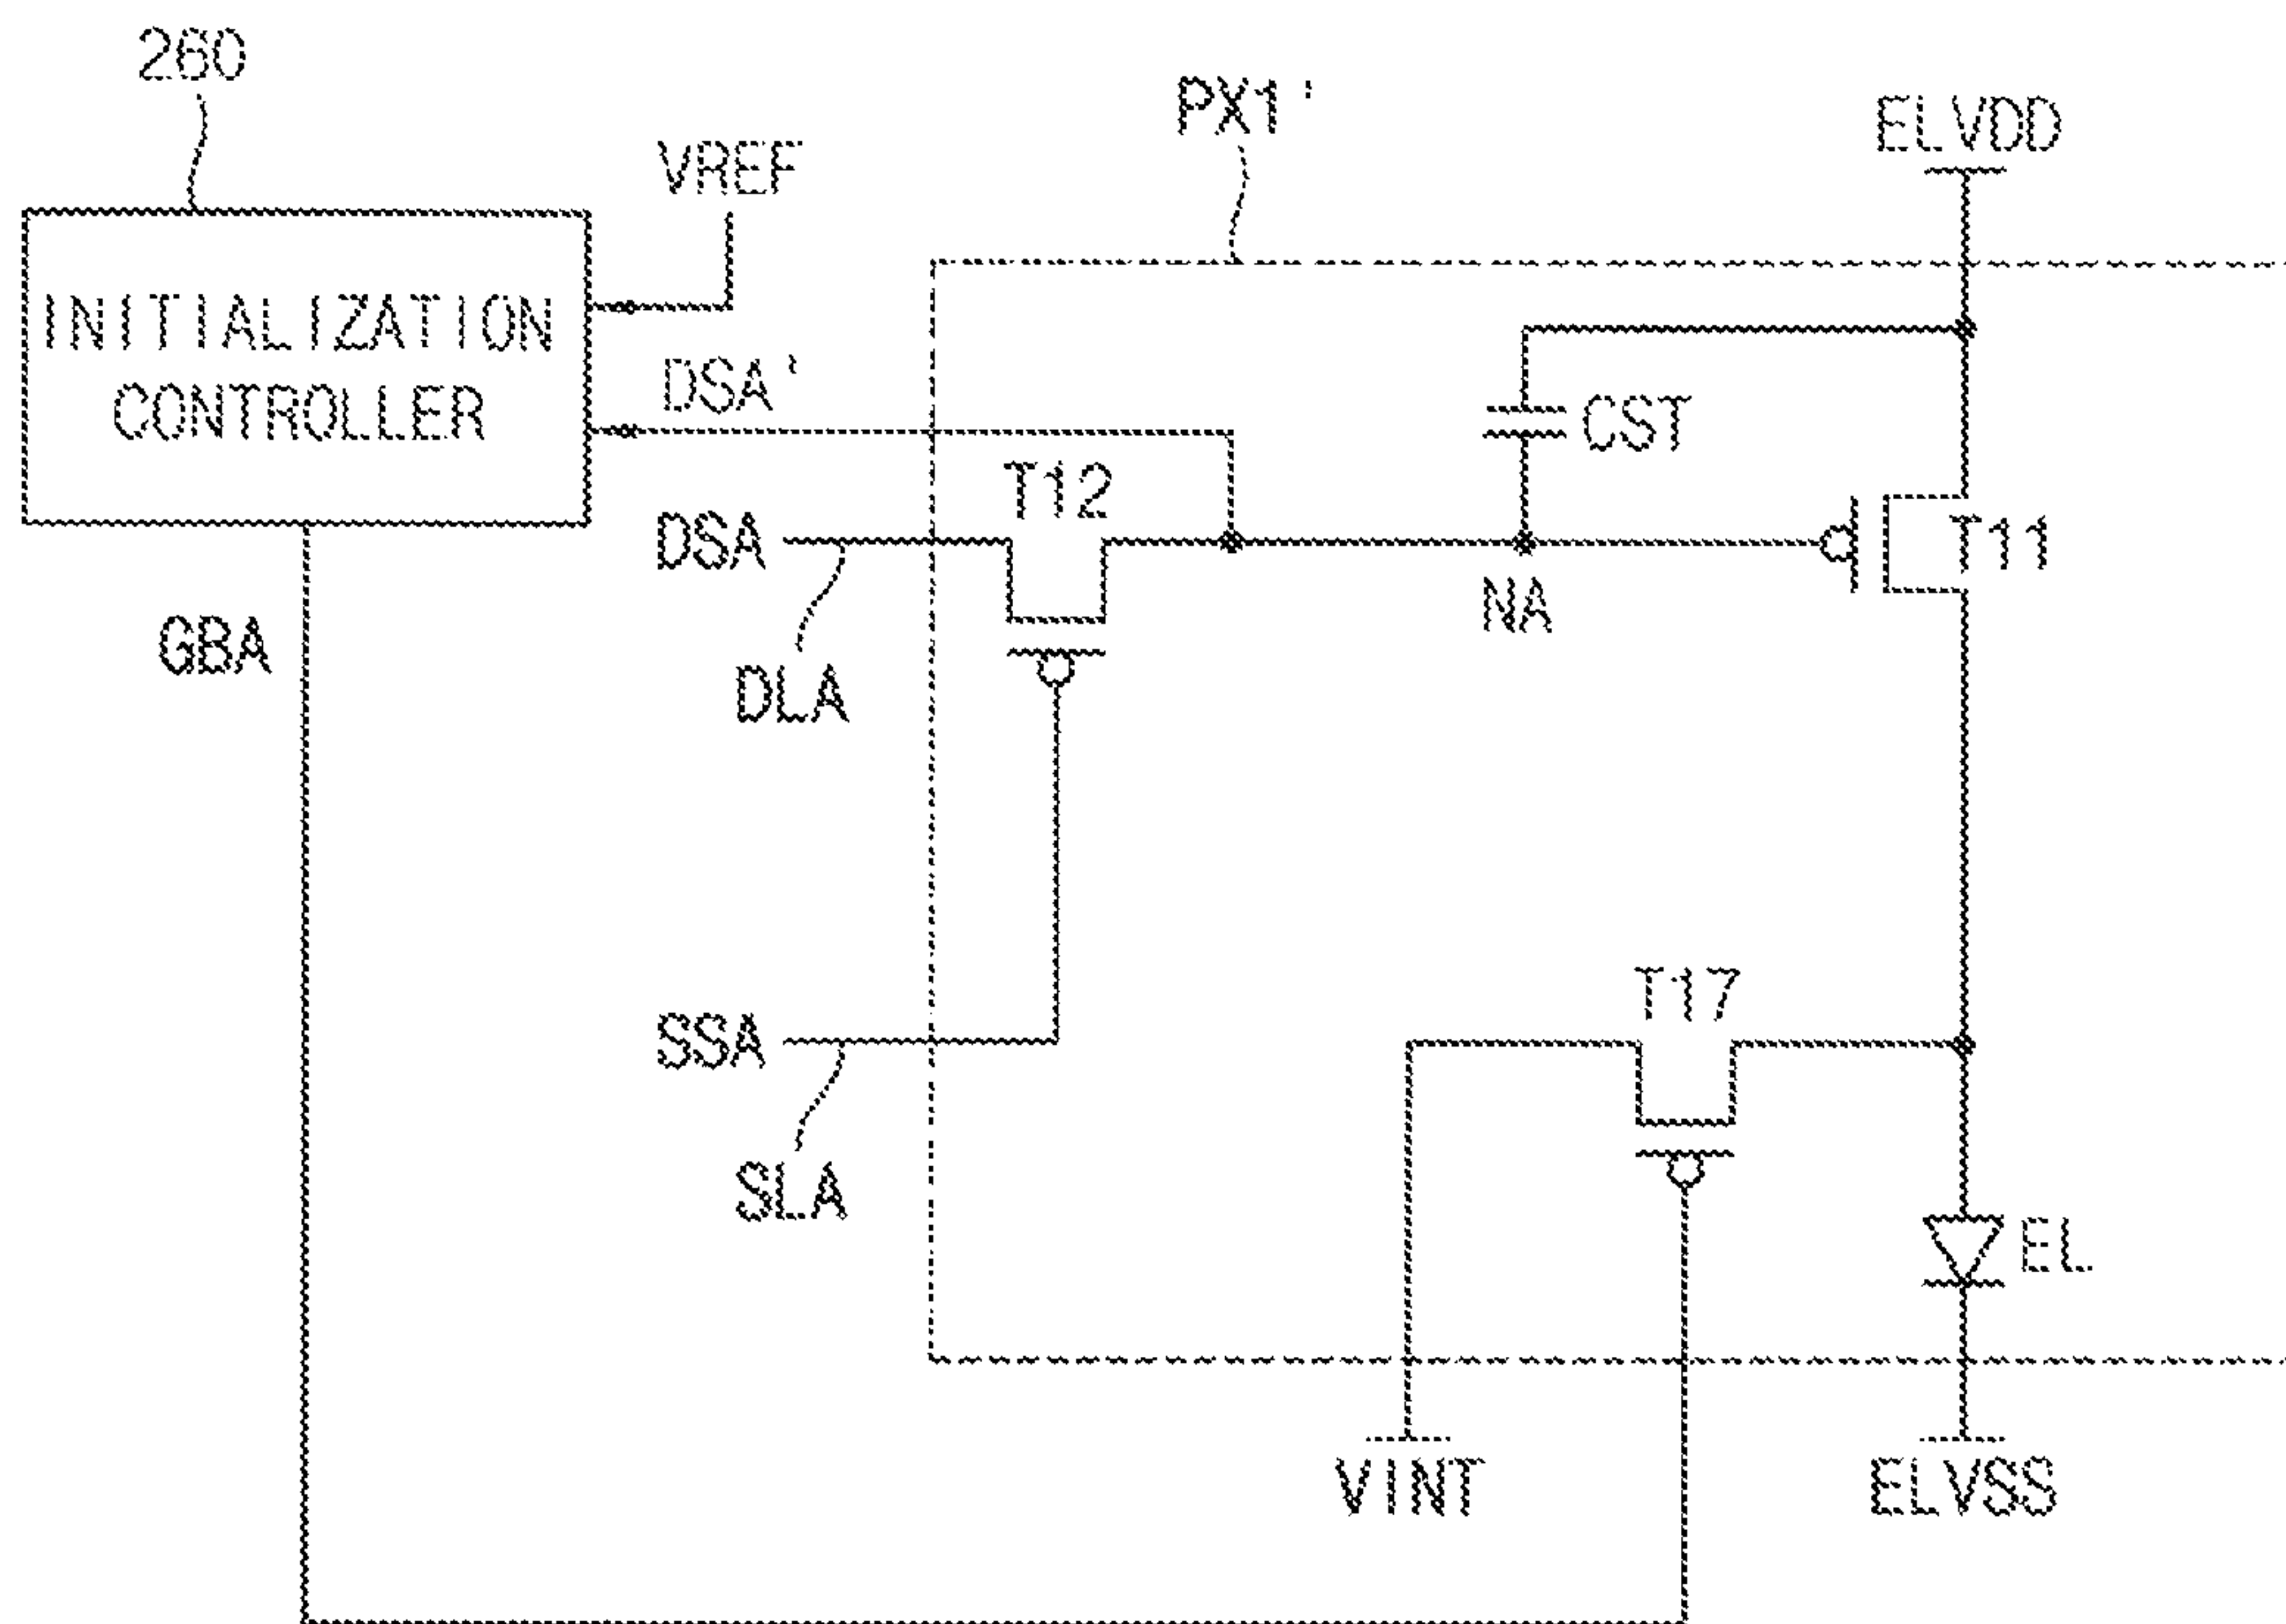 260
PX1'
ELVDD
VREF
INITIALIZATION
CONTROLLER
DSA'
CST
T12
DSA
T11
NA
GBA
DLA
T17
SSA
SLA
EL
VINT
ELVSS